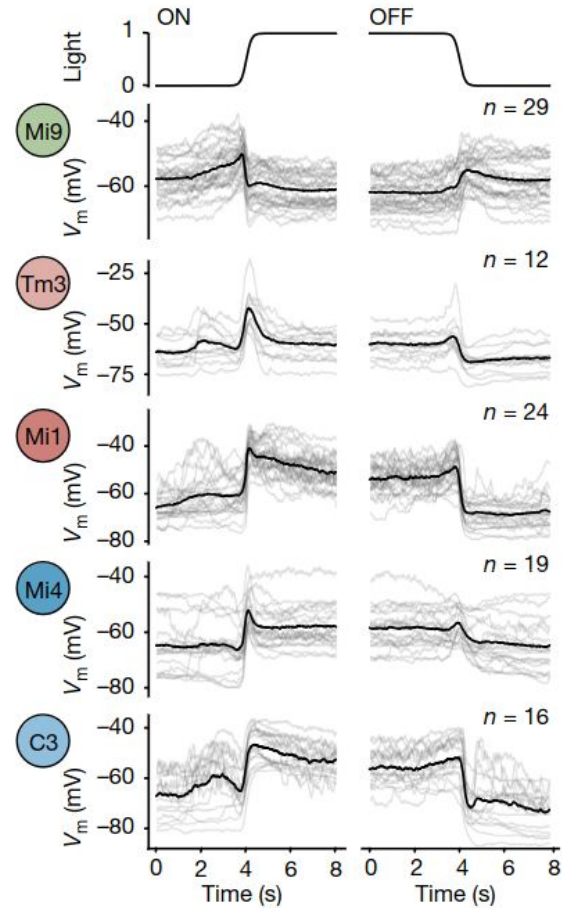 ON OFF
Light
1
0
Mi9
Vm (mV)
−40
−60
n = 29
Tm3
Vm (mV)
−25
−50
−75
n = 12
Mi1
Vm (mV)
−40
−60
−80
n = 24
Mi4
Vm (mV)
−40
−60
−80
n = 19
C3
Vm (mV)
−40
−60
−80
n = 16
0 2 4 6 8 0 2 4 6 8
Time (s) Time (s)